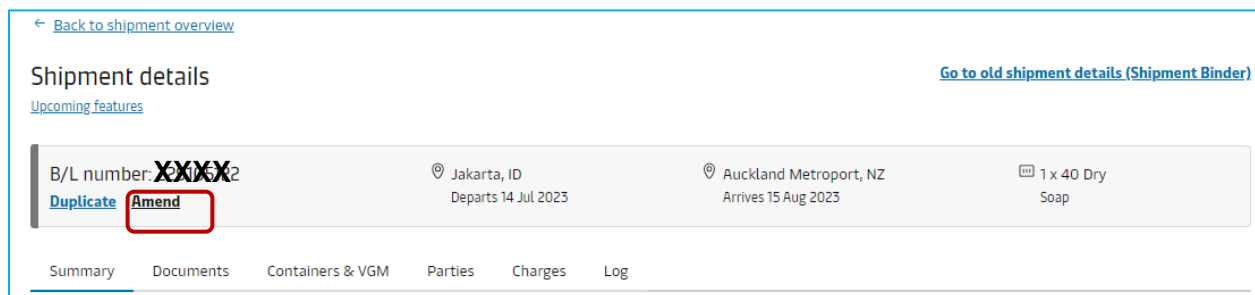 ← Back to shipment overview
Shipment details
Go to old shipment details (Shipment Binder)
Upcoming features
B/L number: XXXX2
Jakarta, ID
Auckland Metroport, NZ
1 x 40 Dry
Duplicate Amend
Departs 14 Jul 2023
Arrives 15 Aug 2023
Soap
Summary Documents Containers & VGM Parties Charges Log